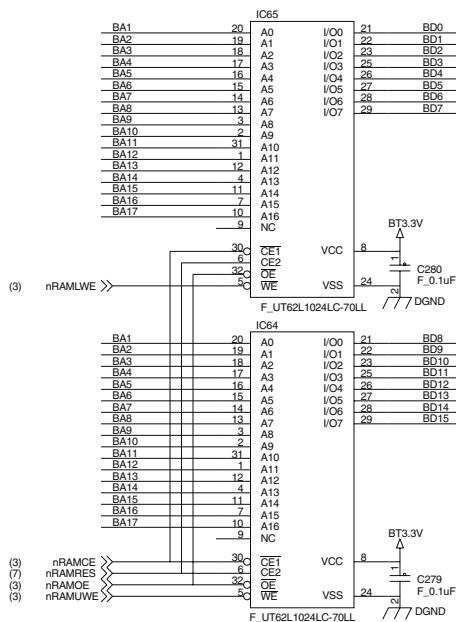 IC65
BA1 20 A0 I/O0 21 BD0
BA2 19 A1 I/O1 22 BD1
BA3 18 A2 I/O2 23 BD2
BA4 17 A3 I/O3 25 BD3
BA5 16 A4 I/O4 26 BD4
BA6 15 A5 I/O5 27 BD5
BA7 14 A6 I/O6 28 BD6
BA8 13 A7 I/O7 29 BD7
BA9 3 A8
BA10 2 A9
BA11 31 A10
BA12 1 A11
BA13 12 A12
BA14 4 A13
BA15 11 A14
BA16 7 A15
BA17 10 A16
9 NC
BT3.3V
30 CE1 VCC 8 1
6 CE2
32 OE C280
(3) nRAMLWE 5 WE VSS 24 2 F_0.1uF
DGND
F_UT62L1024LC-70LL
IC64
BA1 20 A0 I/O0 21 BD8
BA2 19 A1 I/O1 22 BD9
BA3 18 A2 I/O2 23 BD10
BA4 17 A3 I/O3 25 BD11
BA5 16 A4 I/O4 26 BD12
BA6 15 A5 I/O5 27 BD13
BA7 14 A6 I/O6 28 BD14
BA8 13 A7 I/O7 29 BD15
BA9 3 A8
BA10 2 A9
BA11 31 A10
BA12 1 A11
BA13 12 A12
BA14 4 A13
BA15 11 A14
BA16 7 A15
BA17 10 A16
9 NC
BT3.3V
(3) nRAMCE 30 CE1 VCC 8 1
(7) nRAMRES 6 CE2
(3) nRAMOE 32 OE C279
(3) nRAMUWE 5 WE VSS 24 2 F_0.1uF
DGND
F_UT62L1024LC-70LL